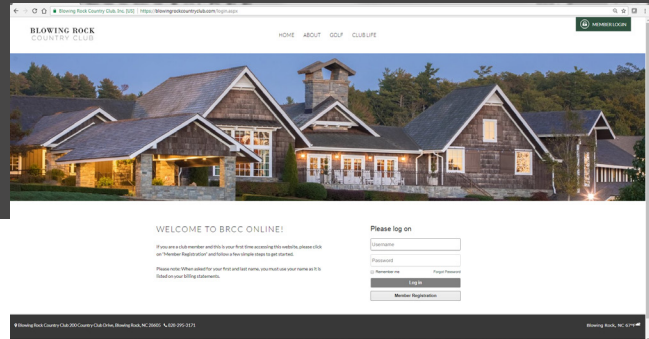 Blowing Rock Country Club, Inc. [US] | https://blowingrockcountryclub.com/login.aspx
MEMBER LOGIN
BLOWING ROCK
COUNTRY CLUB
HOME ABOUT GOLF CLUB LIFE
WELCOME TO BRCC ONLINE!
If you are a club member and this is your first time accessing this website, please click
on "Member Registration" and follow a few simple steps to get started.
Please note: When asked for your first and last name, you must use your name as it is
listed on your billing statements.
Please log on
Username
Password
Remember me Forgot Password
Log In
Member Registration
Blowing Rock Country Club 200 Country Club Drive, Blowing Rock, NC 28605 828-295-3171
Blowing Rock, NC 67°F